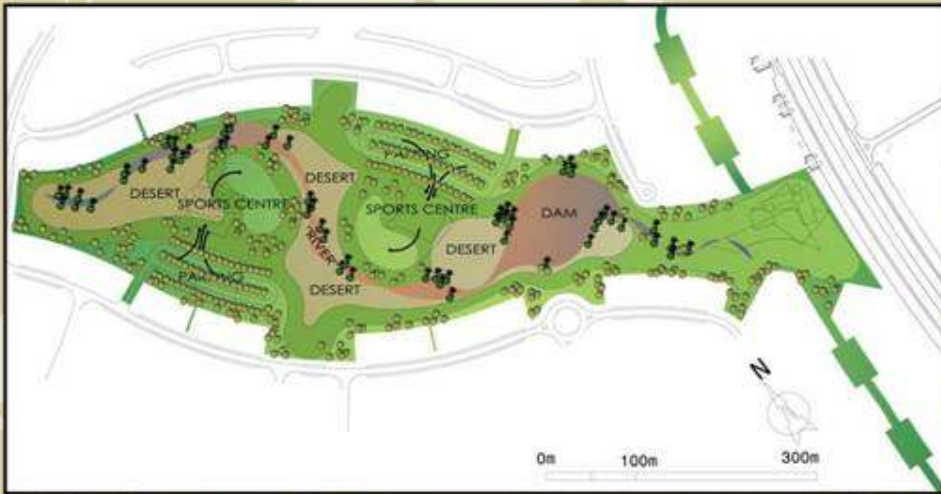 PARKING
DESERT
DESERT
SPORTS CENTRE
SPORTS CENTRE
DAM
RIVER
DESERT
PARKING
DESERT
N
0m 100m 300m